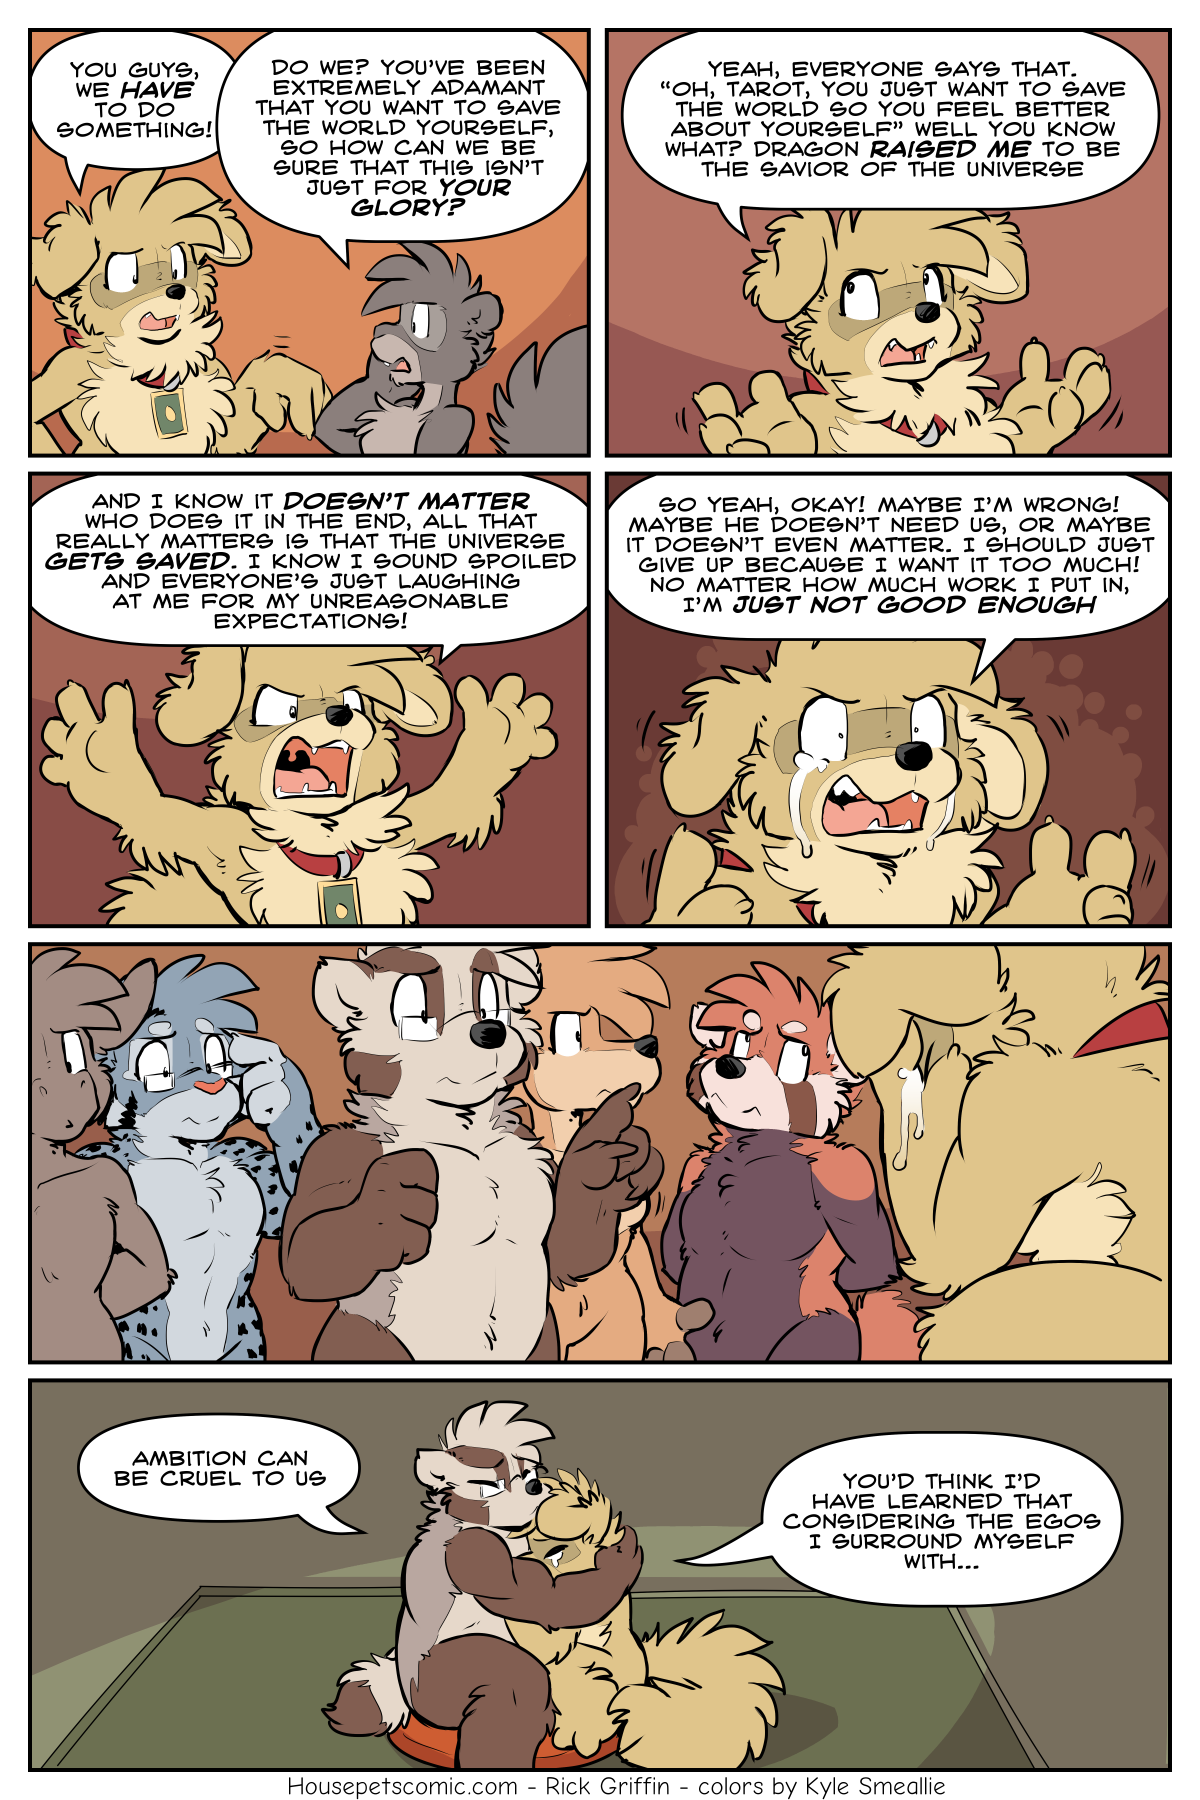 YOU GUYS,
WE HAVE
TO DO
SOMETHING!
DO WE? YOU'VE BEEN
EXTREMELY ADAMANT
THAT YOU WANT TO SAVE
THE WORLD YOURSELF,
SO HOW CAN WE BE
SURE THAT THIS ISN'T
JUST FOR YOUR
GLORY?
YEAH, EVERYONE SAYS THAT.
"OH, TAROT, YOU JUST WANT TO SAVE
THE WORLD SO YOU FEEL BETTER
ABOUT YOURSELF" WELL YOU KNOW
WHAT? DRAGON RAISED ME TO BE
THE SAVIOR OF THE UNIVERSE
AND I KNOW IT DOESN'T MATTER
WHO DOES IT IN THE END, ALL THAT
REALLY MATTERS IS THAT THE UNIVERSE
GETS SAVED. I KNOW I SOUND SPOILED
AND EVERYONE'S JUST LAUGHING
AT ME FOR MY UNREASONABLE
EXPECTATIONS!
SO YEAH, OKAY! MAYBE I'M WRONG!
MAYBE HE DOESN'T NEED US, OR MAYBE
IT DOESN'T EVEN MATTER. I SHOULD JUST
GIVE UP BECAUSE I WANT IT TOO MUCH!
NO MATTER HOW MUCH WORK I PUT IN,
I'M JUST NOT GOOD ENOUGH
AMBITION CAN
BE CRUEL TO US
YOU'D THINK I'D
HAVE LEARNED THAT
CONSIDERING THE EGOS
I SURROUND MYSELF
WITH...
Housepetscomic.com - Rick Griffin - colors by Kyle Smeallie